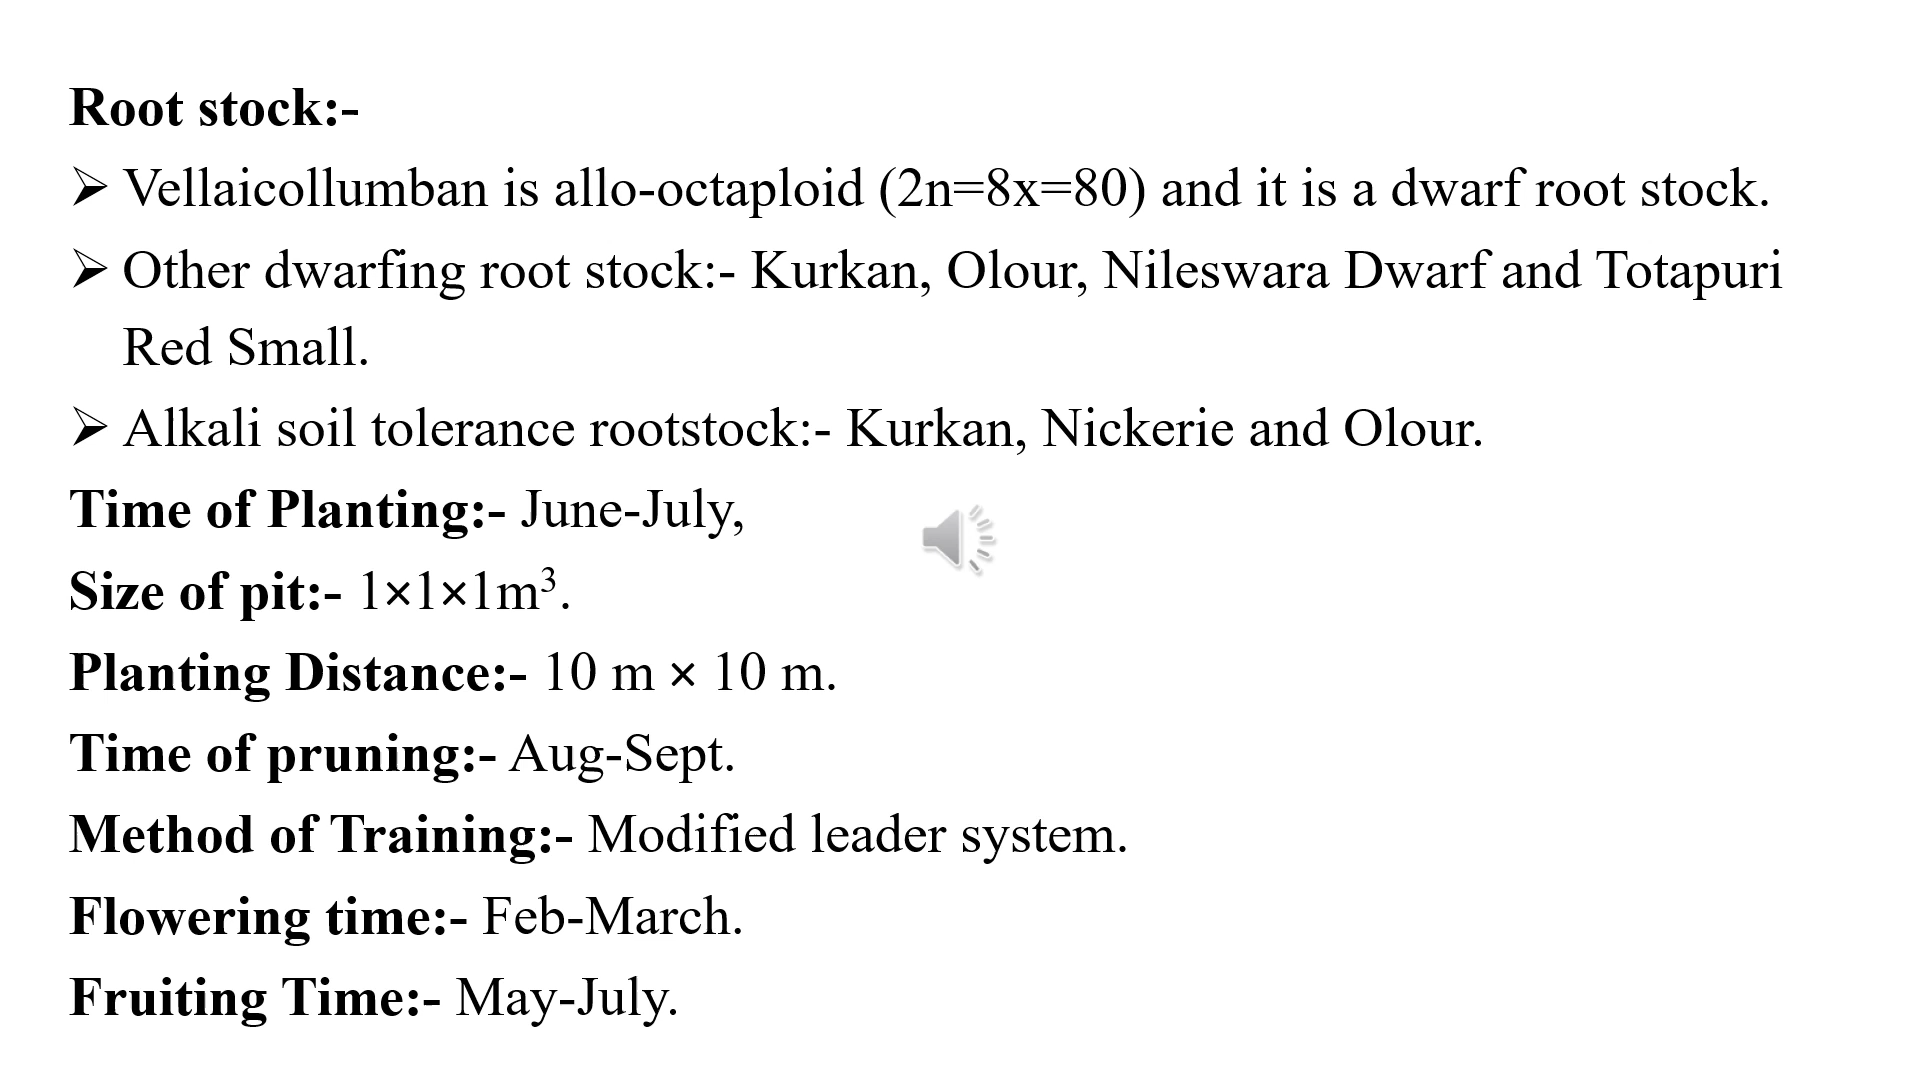 Root stock:-
➢ Vellaicollumban is allo-octaploid (2n=8x=80) and it is a dwarf root stock.
➢ Other dwarfing root stock:- Kurkan, Olour, Nileswara Dwarf and Totapuri
Red Small.
➢ Alkali soil tolerance rootstock:- Kurkan, Nickerie and Olour.
Time of Planting:- June-July,
Size of pit:- 1×1×1m³.
Planting Distance:- 10 m × 10 m.
Time of pruning:- Aug-Sept.
Method of Training:- Modified leader system.
Flowering time:- Feb-March.
Fruiting Time:- May-July.